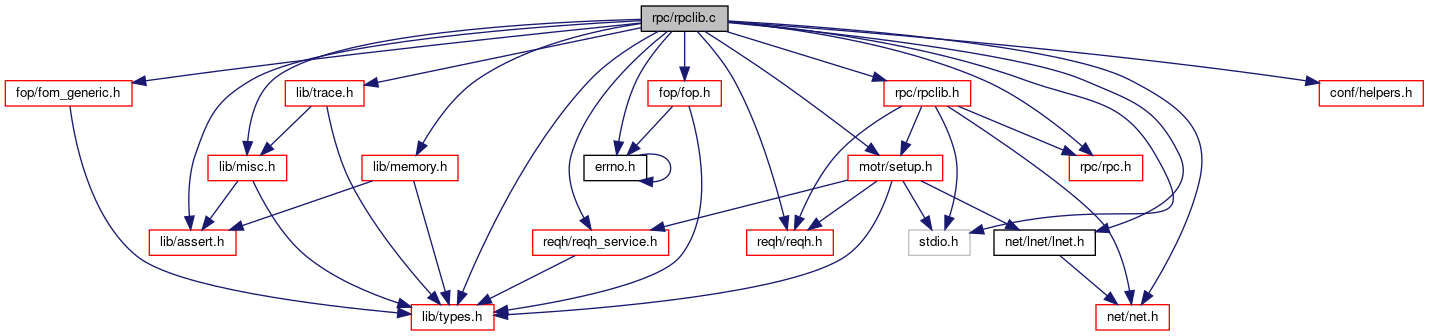 rpc/rpclib.c
fop/fom_generic.h
lib/trace.h
fop/fop.h
rpc/rpclib.h
conf/helpers.h
lib/misc.h
lib/memory.h
errno.h
motr/setup.h
rpc/rpc.h
lib/assert.h
reqh/reqh_service.h
reqh/reqh.h
stdio.h
net/lnet/lnet.h
lib/types.h
net/net.h